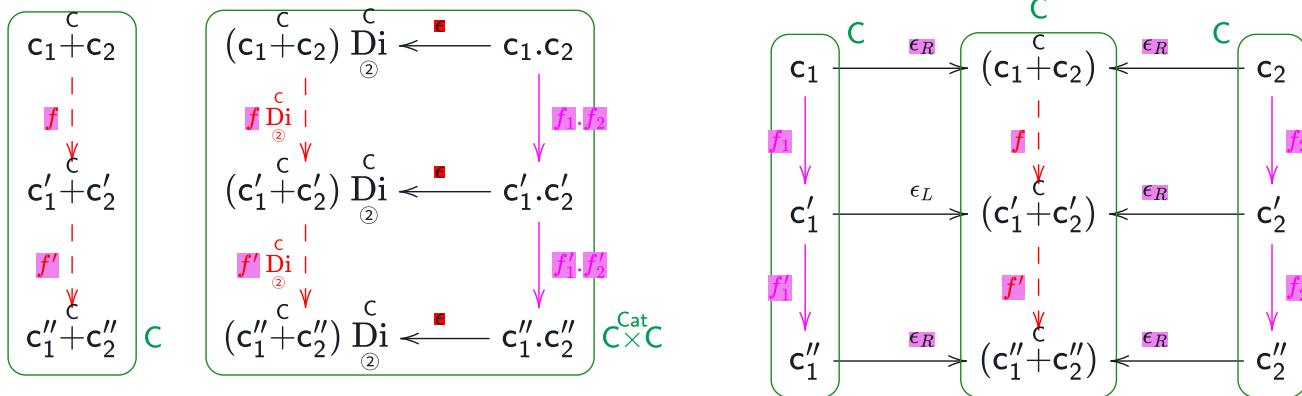 C
c₁+c₂ (c₁+c₂) Di ② ϵ c₁.c₂ c₁ ϵ_R (c₁+c₂) ϵ_R c₂
f f Di ② f₁.f₂ f₁ f
c′₁+c′₂ (c′₁+c′₂) Di ② ϵ c′₁.c′₂ c′₁ ϵ_L (c′₁+c′₂) ϵ_R c′₂
f′ f′ Di ② f′₁.f′₂ f′₁ f′
c″₁+c″₂ C (c″₁+c″₂) Di ② ϵ c″₁.c″₂ C×C Cat c″₁ ϵ_R (c″₁+c″₂) ϵ_R c″₂